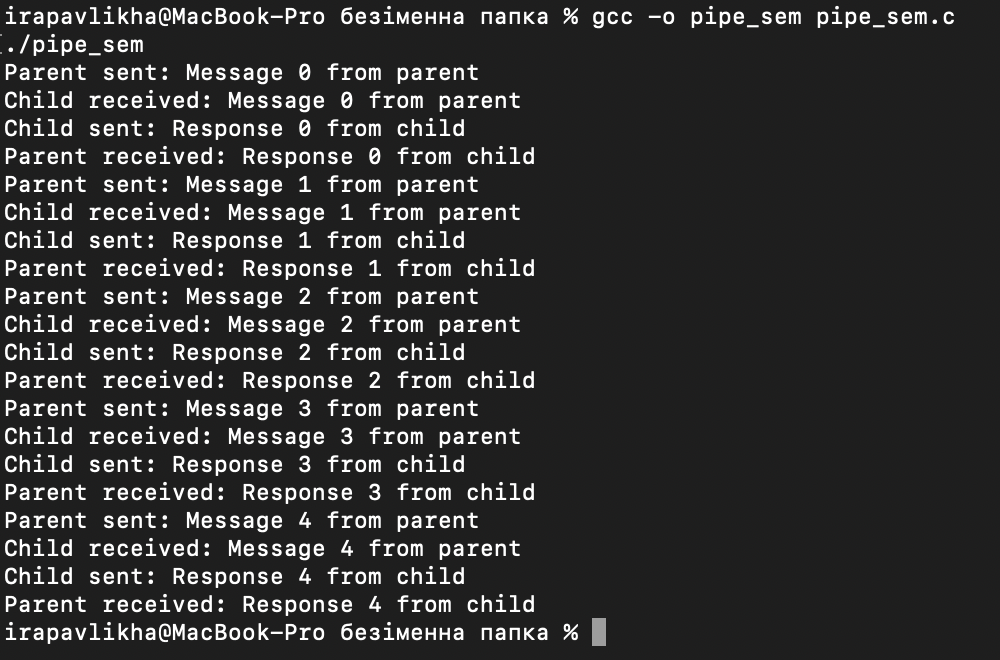 irapavlikha@MacBook-Pro безіменна папка % gcc -o pipe_sem pipe_sem.c
./pipe_sem
Parent sent: Message 0 from parent
Child received: Message 0 from parent
Child sent: Response 0 from child
Parent received: Response 0 from child
Parent sent: Message 1 from parent
Child received: Message 1 from parent
Child sent: Response 1 from child
Parent received: Response 1 from child
Parent sent: Message 2 from parent
Child received: Message 2 from parent
Child sent: Response 2 from child
Parent received: Response 2 from child
Parent sent: Message 3 from parent
Child received: Message 3 from parent
Child sent: Response 3 from child
Parent received: Response 3 from child
Parent sent: Message 4 from parent
Child received: Message 4 from parent
Child sent: Response 4 from child
Parent received: Response 4 from child
irapavlikha@MacBook-Pro безіменна папка %